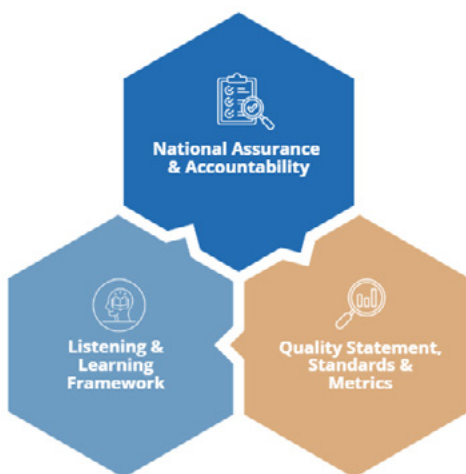 National Assurance
& Accountability
Listening &
Learning
Framework
Quality Statement,
Standards &
Metrics